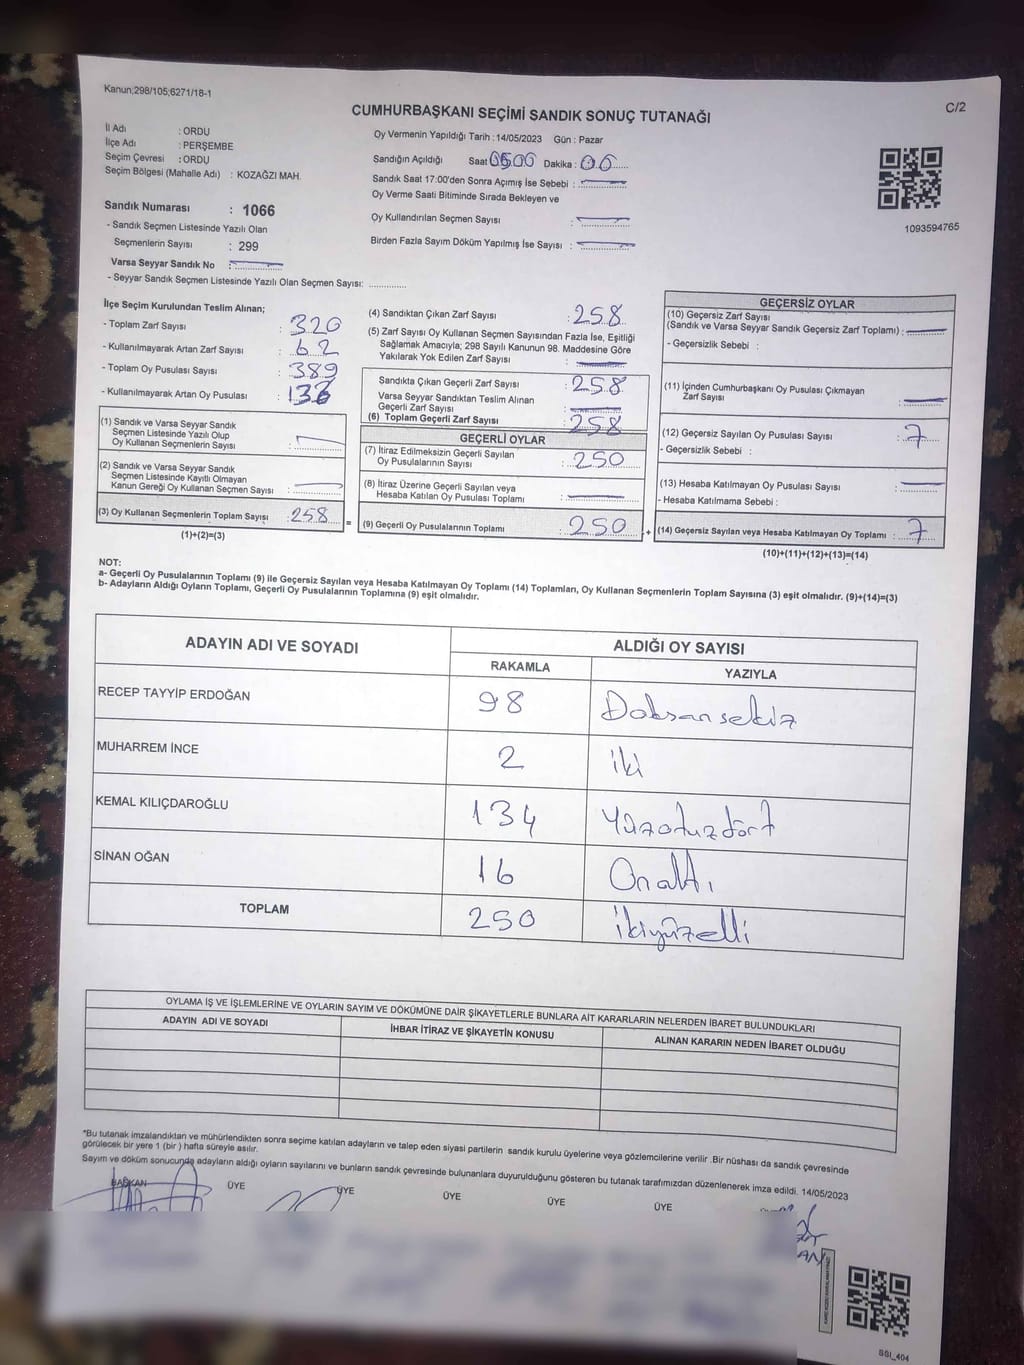 Kanun;298/105;6271/18-1
C/2
CUMHURBAŞKANI SEÇİMİ SANDIK SONUÇ TUTANAĞI
İl Adı : ORDU
İlçe Adı : PERŞEMBE
Seçim Çevresi : ORDU
Seçim Bölgesi (Mahalle Adı) : KOZAĞZI MAH.
Sandık Numarası : 1066
- Sandık Seçmen Listesinde Yazılı Olan
Seçmenlerin Sayısı : 299
Varsa Seyyar Sandık No :
- Seyyar Sandık Seçmen Listesinde Yazılı Olan Seçmen Sayısı:
Oy Vermenin Yapıldığı Tarih : 14/05/2023 Gün : Pazar
Sandığın Açıldığı Saat Dakika :
Sandık Saat 17:00'den Sonra Açımış İse Sebebi :
Oy Verme Saati Bitiminde Sırada Bekleyen ve
Oy Kullandırılan Seçmen Sayısı :
Birden Fazla Sayım Döküm Yapılmış İse Sayısı :
1093594765
İlçe Seçim Kurulundan Teslim Alınan;
- Toplam Zarf Sayısı : 320
- Kullanılmayarak Artan Zarf Sayısı : 62
- Toplam Oy Pusulası Sayısı : 389
- Kullanılmayarak Artan Oy Pusulası :
(1) Sandık ve Varsa Seyyar Sandık
Seçmen Listesinde Yazılı Olup
Oy Kullanan Seçmenlerin Sayısı :
(2) Sandık ve Varsa Seyyar Sandık
Seçmen Listesinde Kayıtlı Olmayan
Kanun Gereği Oy Kullanan Seçmen Sayısı :
(3) Oy Kullanan Seçmenlerin Toplam Sayısı : 258
(1)+(2)=(3)
=
(4) Sandıktan Çıkan Zarf Sayısı : 258
(5) Zarf Sayısı Oy Kullanan Seçmen Sayısından Fazla İse, Eşitliği
Sağlamak Amacıyla; 298 Sayılı Kanunun 98. Maddesine Göre
Yakılarak Yok Edilen Zarf Sayısı :
Sandıkta Çıkan Geçerli Zarf Sayısı : 258
Varsa Seyyar Sandıktan Teslim Alınan
Geçerli Zarf Sayısı :
(6) Toplam Geçerli Zarf Sayısı : 258
GEÇERLİ OYLAR
(7) İtiraz Edilmeksizin Geçerli Sayılan
Oy Pusulalarının Sayısı : 250
(8) İtiraz Üzerine Geçerli Sayılan veya
Hesaba Katılan Oy Pusulası Toplamı :
(9) Geçerli Oy Pusulalarının Toplamı : 250
+
GEÇERSİZ OYLAR
(10) Geçersiz Zarf Sayısı
(Sandık ve Varsa Seyyar Sandık Geçersiz Zarf Toplamı) :
- Geçersizlik Sebebi :
(11) İçinden Cumhurbaşkanı Oy Pusulası Çıkmayan
Zarf Sayısı :
(12) Geçersiz Sayılan Oy Pusulası Sayısı : 7
- Geçersizlik Sebebi :
(13) Hesaba Katılmayan Oy Pusulası Sayısı :
- Hesaba Katılmama Sebebi :
(14) Geçersiz Sayılan veya Hesaba Katılmayan Oy Toplamı : 7
(10)+(11)+(12)+(13)=(14)
NOT:
a- Geçerli Oy Pusulalarının Toplamı (9) ile Geçersiz Sayılan veya Hesaba Katılmayan Oy Toplamı (14) Toplamları, Oy Kullanan Seçmenlerin Toplam Sayısına (3) eşit olmalıdır. (9)+(14)=(3)
b- Adayların Aldığı Oyların Toplamı, Geçerli Oy Pusulalarının Toplamına (9) eşit olmalıdır.
ADAYIN ADI VE SOYADI
ALDIĞI OY SAYISI
RAKAMLA YAZIYLA
RECEP TAYYİP ERDOĞAN 98 Doksansekiz
MUHARREM İNCE 2 iki
KEMAL KILIÇDAROĞLU 134 Yüzotuzdört
SİNAN OĞAN 16 Onaltı
TOPLAM 250 ikiyüzelli
OYLAMA İŞ VE İŞLEMLERİNE VE OYLARIN SAYIM VE DÖKÜMÜNE DAİR ŞİKAYETLERLE BUNLARA AİT KARARLARIN NELERDEN İBARET BULUNDUKLARI
ADAYIN ADI VE SOYADI İHBAR İTİRAZ VE ŞİKAYETİN KONUSU ALINAN KARARIN NEDEN İBARET OLDUĞU
*Bu tutanak imzalandıktan ve mühürlendikten sonra seçime katılan adayların ve talep eden siyasi partilerin sandık kurulu üyelerine veya gözlemcilerine verilir .Bir nüshası da sandık çevresinde
görülecek bir yere 1 (bir ) hafta süreyle asılır.
Sayım ve döküm sonucunda adayların aldığı oyların sayılarını ve bunların sandık çevresinde bulunanlara duyurulduğunu gösteren bu tutanak tarafımızdan düzenlenerek imza edildi. 14/05/2023
BAŞKAN ÜYE ÜYE ÜYE ÜYE ÜYE